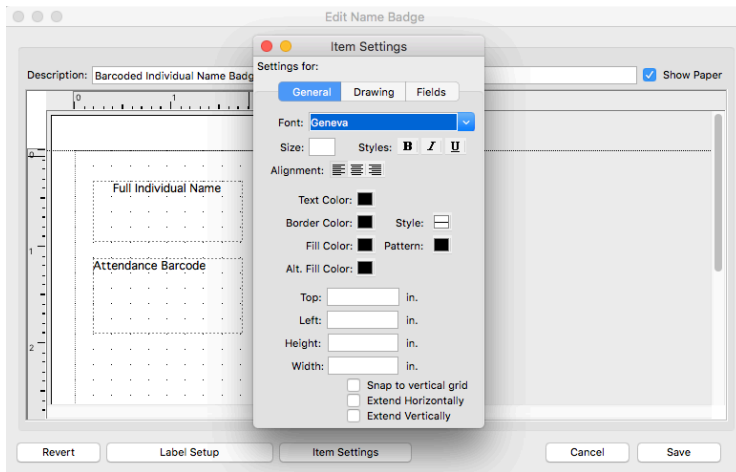 Edit Name Badge
Item Settings
Settings for:
Description: Barcoded Individual Name Badg
Show Paper
General Drawing Fields
0 1
Font: Geneva
Size: Styles: B I U
Alignment:
0
Full Individual Name
Text Color:
Border Color: Style:
Fill Color: Pattern:
1
Attendance Barcode
Alt. Fill Color:
Top: in.
Left: in.
Height: in.
2
Width: in.
Snap to vertical grid
Extend Horizontally
Extend Vertically
Revert Label Setup Item Settings Cancel Save